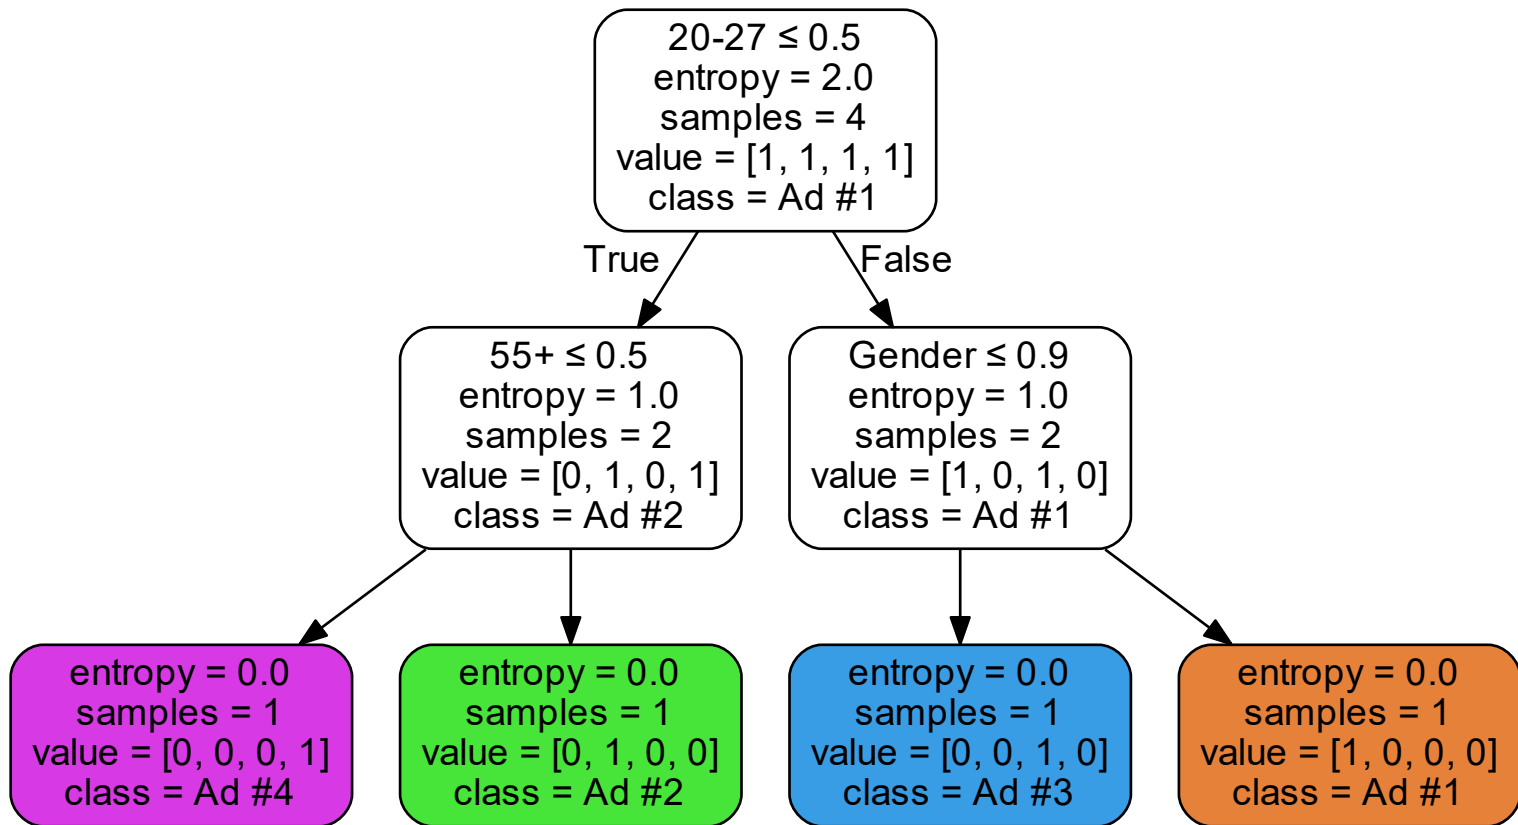 20-27 ≤ 0.5
entropy = 2.0
samples = 4
value = [1, 1, 1, 1]
class = Ad #1
True
False
55+ ≤ 0.5
entropy = 1.0
samples = 2
value = [0, 1, 0, 1]
class = Ad #2
Gender ≤ 0.9
entropy = 1.0
samples = 2
value = [1, 0, 1, 0]
class = Ad #1
entropy = 0.0
samples = 1
value = [0, 0, 0, 1]
class = Ad #4
entropy = 0.0
samples = 1
value = [0, 1, 0, 0]
class = Ad #2
entropy = 0.0
samples = 1
value = [0, 0, 1, 0]
class = Ad #3
entropy = 0.0
samples = 1
value = [1, 0, 0, 0]
class = Ad #1